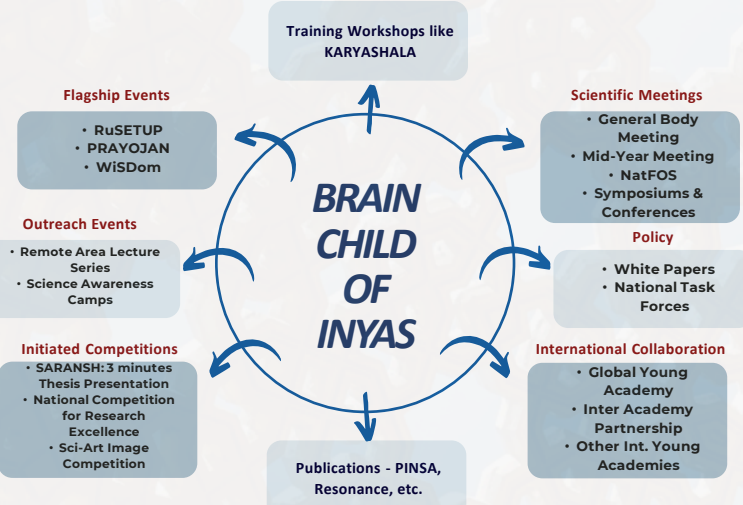 Training Workshops like
KARYASHALA
Flagship Events
• RuSETUP
• PRAYOJAN
• WiSDom
Scientific Meetings
• General Body
Meeting
• Mid-Year Meeting
• NatFOS
• Symposiums &
Conferences
BRAIN
CHILD
OF
INYAS
Outreach Events
• Remote Area Lecture
Series
• Science Awareness
Camps
Policy
• White Papers
• National Task
Forces
Initiated Competitions
• SARANSH: 3 minutes
Thesis Presentation
• National Competition
for Research
Excellence
• Sci-Art Image
Competition
International Collaboration
• Global Young
Academy
• Inter Academy
Partnership
• Other Int. Young
Academies
Publications - PINSA,
Resonance, etc.